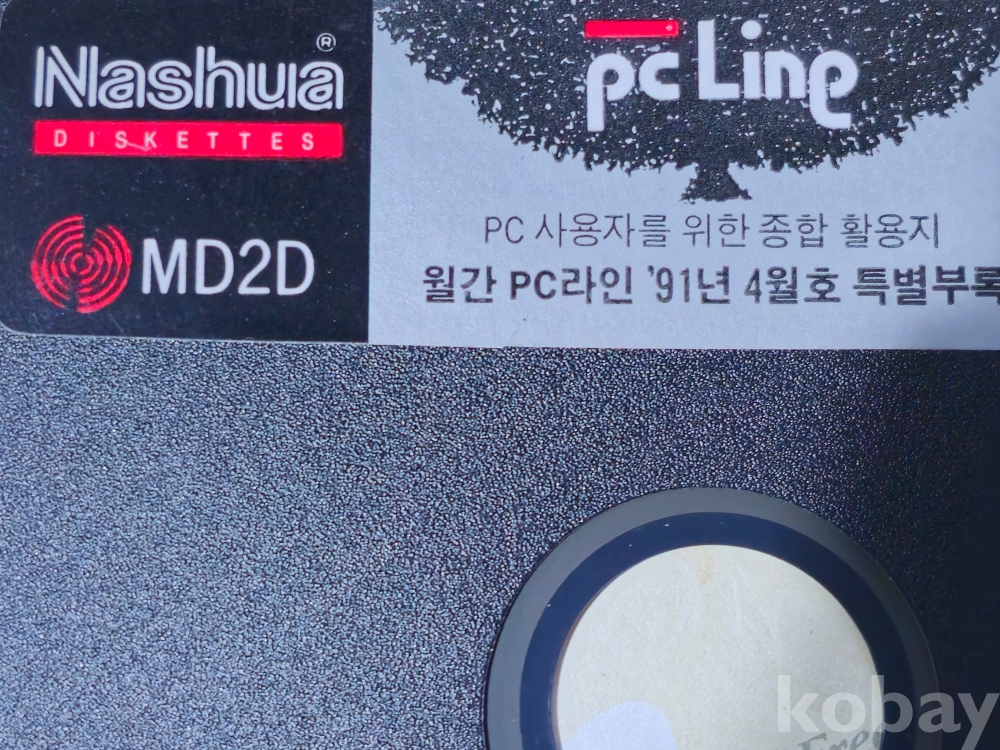 Nashua®
DISKETTES
MD2D
pc Line
PC 사용자를 위한 종합 활용지
월간 PC라인 '91년 4월호 특별부록
kobay